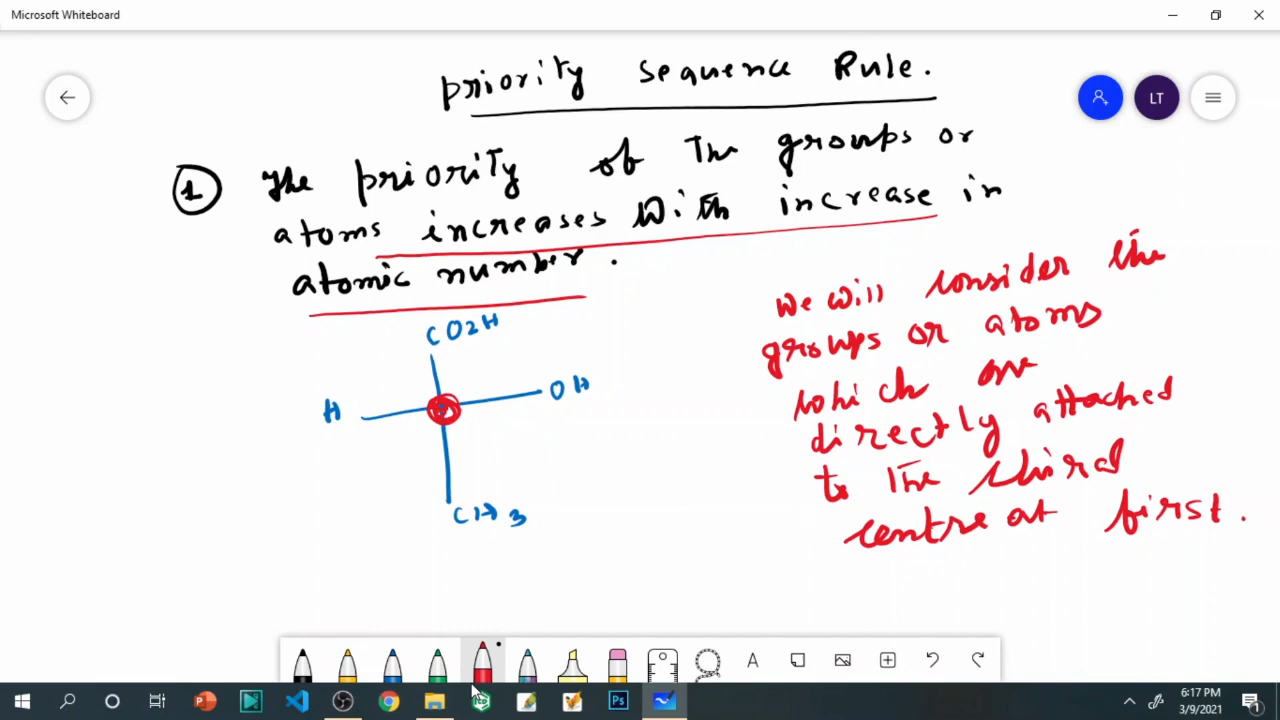 Microsoft Whiteboard
Priority Sequence Rule.
LT
1 The priority of The groups or
atoms increases With increase in
atomic number.
We will consider the
groups or atoms
which are
directly attached
to The chiral
centre at first.
CO2H
H
OH
CH3
A
Ps
6:17 PM
3/9/2021